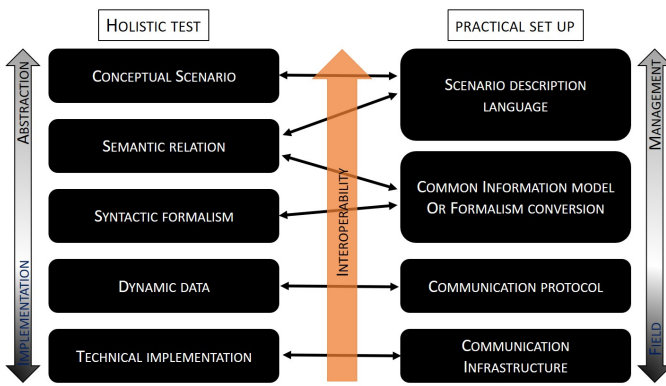 HOLISTIC TEST
PRACTICAL SET UP
ABSTRACTION
IMPLEMENTATION
CONCEPTUAL SCENARIO
SEMANTIC RELATION
SYNTACTIC FORMALISM
DYNAMIC DATA
TECHNICAL IMPLEMENTATION
INTEROPERABILITY
SCENARIO DESCRIPTION
LANGUAGE
COMMON INFORMATION MODEL
OR FORMALISM CONVERSION
COMMUNICATION PROTOCOL
COMMUNICATION
INFRASTRUCTURE
MANAGEMENT
FIELD